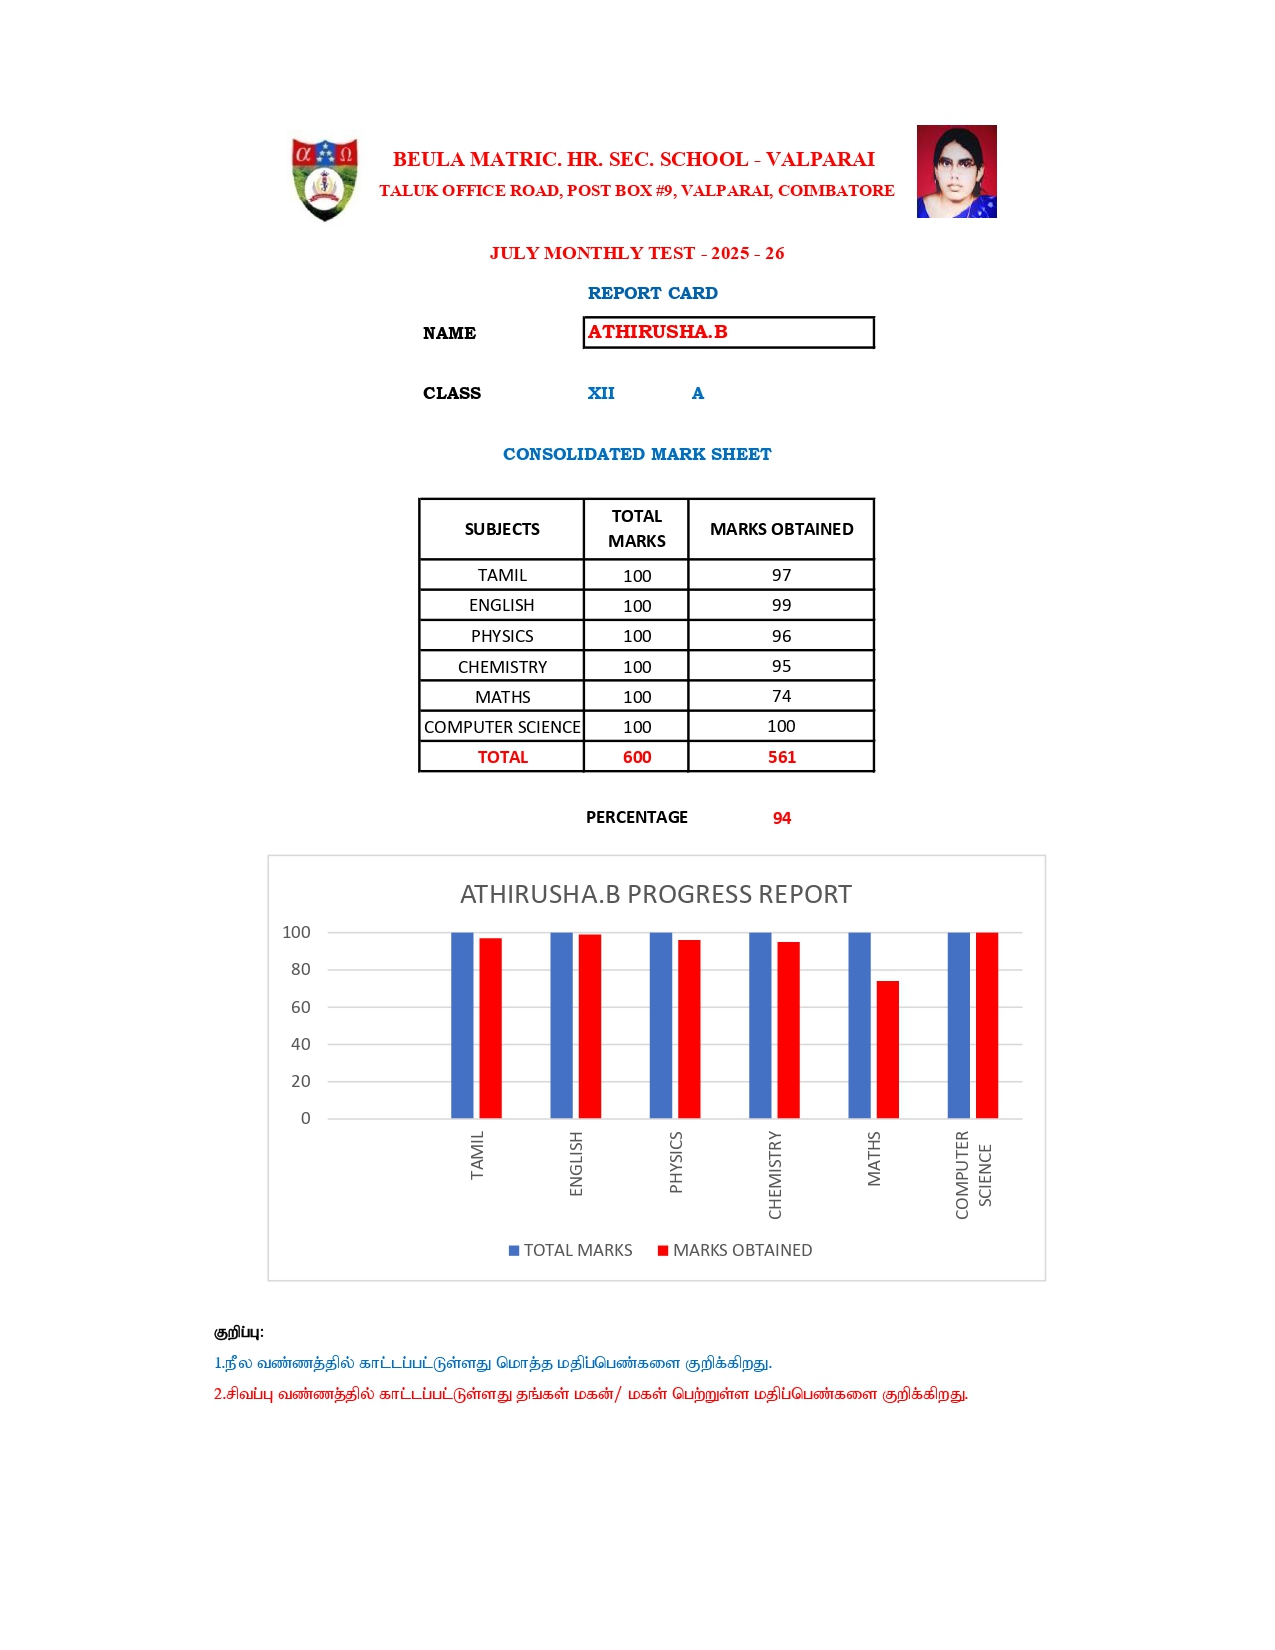 α Ω
BEULA MATRIC. HR. SEC. SCHOOL - VALPARAI
TALUK OFFICE ROAD, POST BOX #9, VALPARAI, COIMBATORE
JULY MONTHLY TEST - 2025 - 26
REPORT CARD
NAME ATHIRUSHA.B
CLASS XII A
CONSOLIDATED MARK SHEET
SUBJECTS TOTAL MARKS MARKS OBTAINED
TAMIL 100 97
ENGLISH 100 99
PHYSICS 100 96
CHEMISTRY 100 95
MATHS 100 74
COMPUTER SCIENCE 100 100
TOTAL 600 561
PERCENTAGE 94
ATHIRUSHA.B PROGRESS REPORT
100
80
60
40
20
0
TAMIL
ENGLISH
PHYSICS
CHEMISTRY
MATHS
COMPUTER
SCIENCE
TOTAL MARKS MARKS OBTAINED
குறிப்பு:
1.நீல வண்ணத்தில் காட்டப்பட்டுள்ளது மொத்த மதிப்பெண்களை குறிக்கிறது.
2.சிவப்பு வண்ணத்தில் காட்டப்பட்டுள்ளது தங்கள் மகன்/ மகள் பெற்றுள்ள மதிப்பெண்களை குறிக்கிறது.